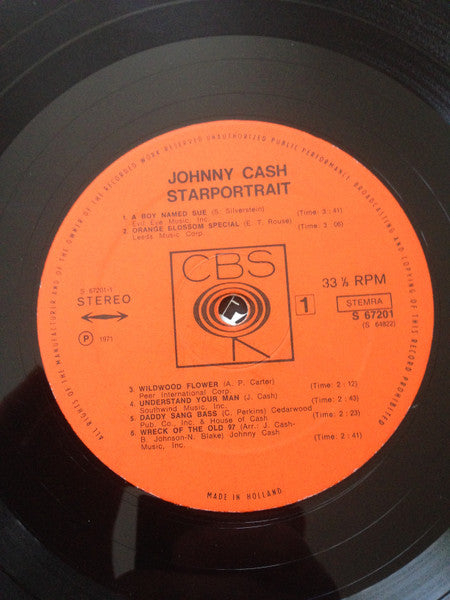 ALL RIGHTS OF THE MANUFACTURER AND OF THE OWNER OF THE RECORDED WORK RESERVED UNAUTHORIZED PUBLIC PERFORMANCE BROADCASTING AND COPYING OF THIS RECORD PROHIBITED
JOHNNY CASH
STARPORTRAIT
1. A BOY NAMED SUE (S. Silverstein) (Time: 3: 41)
Evil Eye Music, Inc.
2. ORANGE BLOSSOM SPECIAL (E. T. Rouse) (Time: 3: 06)
Leeds Music Corp.
S 67201-1
STEREO
CBS
33 ⅓ RPM
1
STEMRA
S 67201
(S 64822)
P 1971
3. WILDWOOD FLOWER (A. P. Carter) (Time: 2: 12)
Peer International Corp.
4. UNDERSTAND YOUR MAN (J. Cash) (Time: 2: 43)
Southwind Music, Inc.
5. DADDY SANG BASS (C. Perkins) Cedarwood (Time: 2: 23)
Pub. Co., Inc. & House of Cash
6. WRECK OF THE OLD 97 (Arr.: J. Cash-
B. Johnson-N. Blake) Johnny Cash (Time: 2: 41)
Music, Inc.
MADE IN HOLLAND